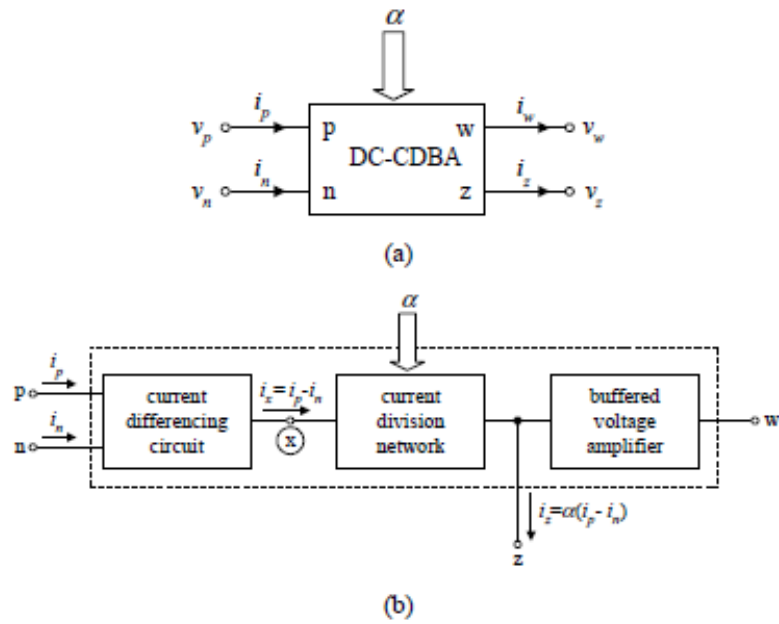 α
i_p i_w
v_p p w v_w
DC-CDBA
i_n i_z
v_n n z v_z
(a)
α
i_p
p current differencing circuit
i_x= i_p-i_n
x
i_n
n
current division network
buffered voltage amplifier
w
i_z=α(i_p- i_n)
z
(b)